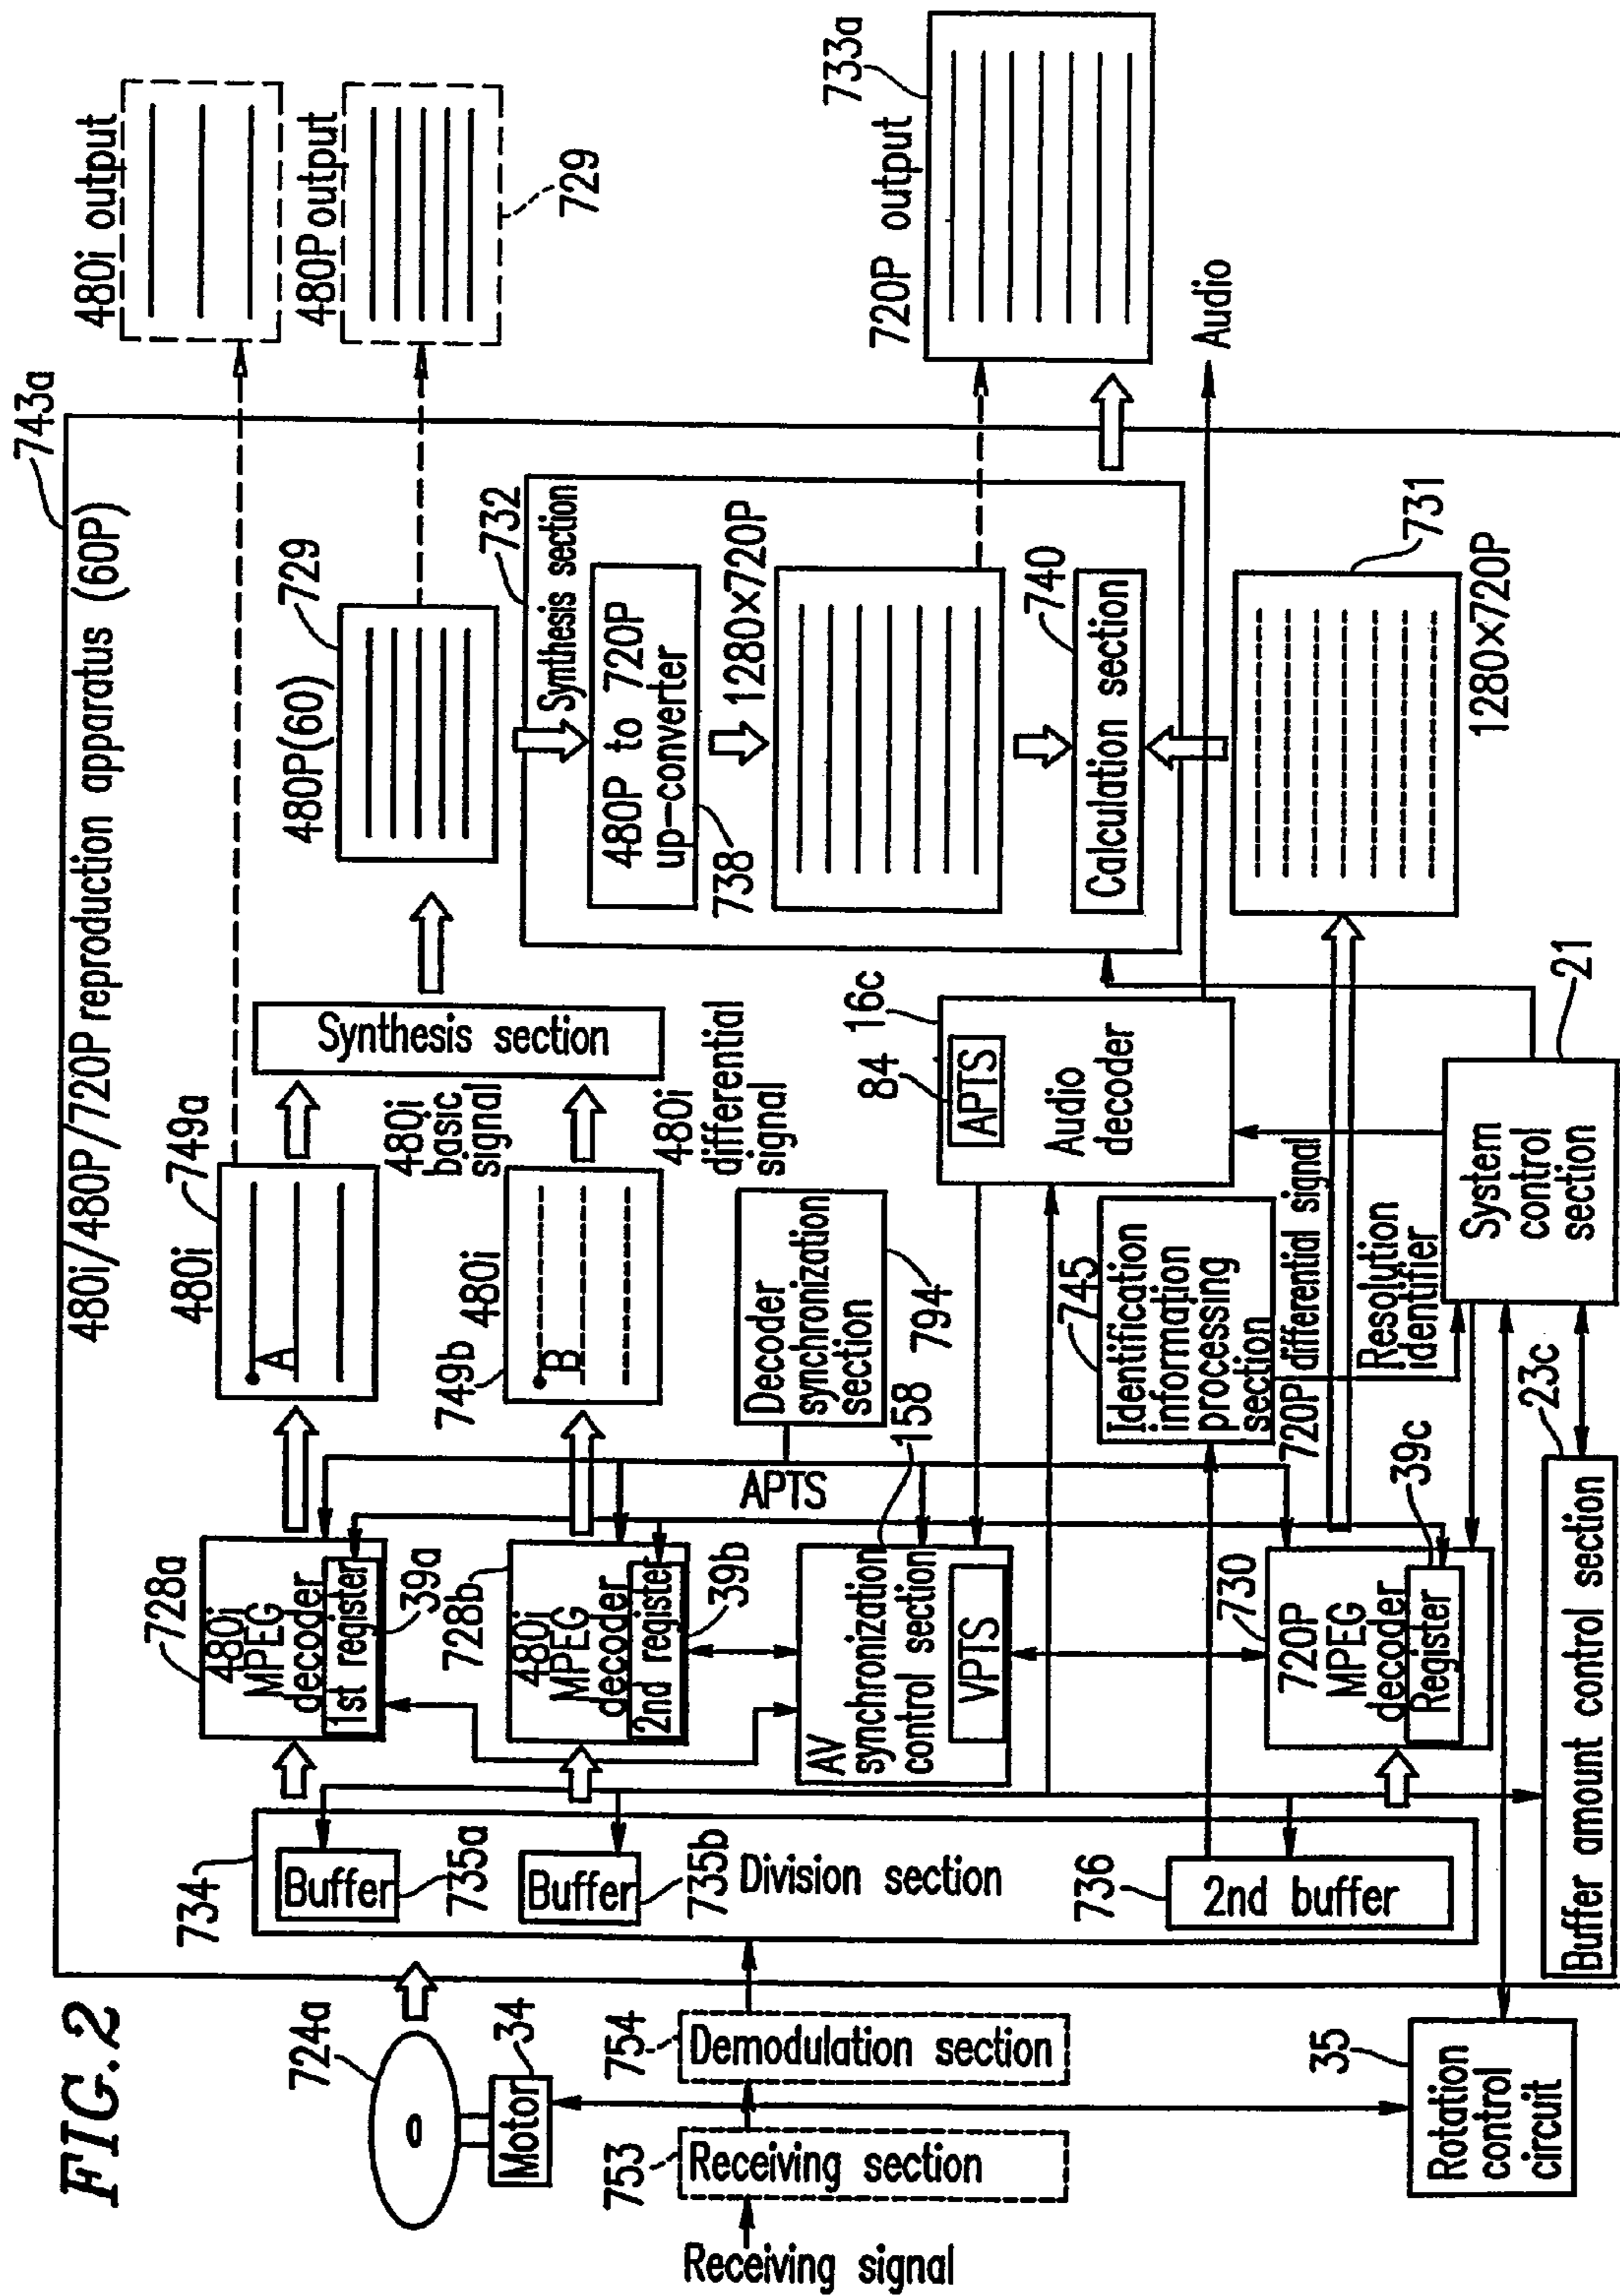 FIG.2
480i/480P/720P reproduction apparatus (60P)
743a
724a
Motor
34
753
Receiving section
Receiving signal
754
Demodulation section
35
Rotation
control
circuit
734
Buffer
735a
Buffer
735b
Division section
736
2nd buffer
728a
480i
MPEG
decoder
1st register
39a
728b
480i
MPEG
decoder
2nd register
39b
APTS
158
AV
synchronization
control section
VPTS
730
720P
MPEG
decoder
Register
39c
23c
Buffer amount control section
480i
749a
A
480i
basic
signal
749b
480i
B
480i
differential
signal
Decoder
synchronization
section
794
745
Identification
information
processing
section
720P differential signal
Resolution
identifier
16c
84
APTS
Audio
decoder
21
System
control
section
Synthesis section
480P(60)
729
732
Synthesis section
480P to 720P
up-converter
738
1280×720P
740
Calculation section
731
1280×720P
480i output
480P output
729
720P output
733a
Audio